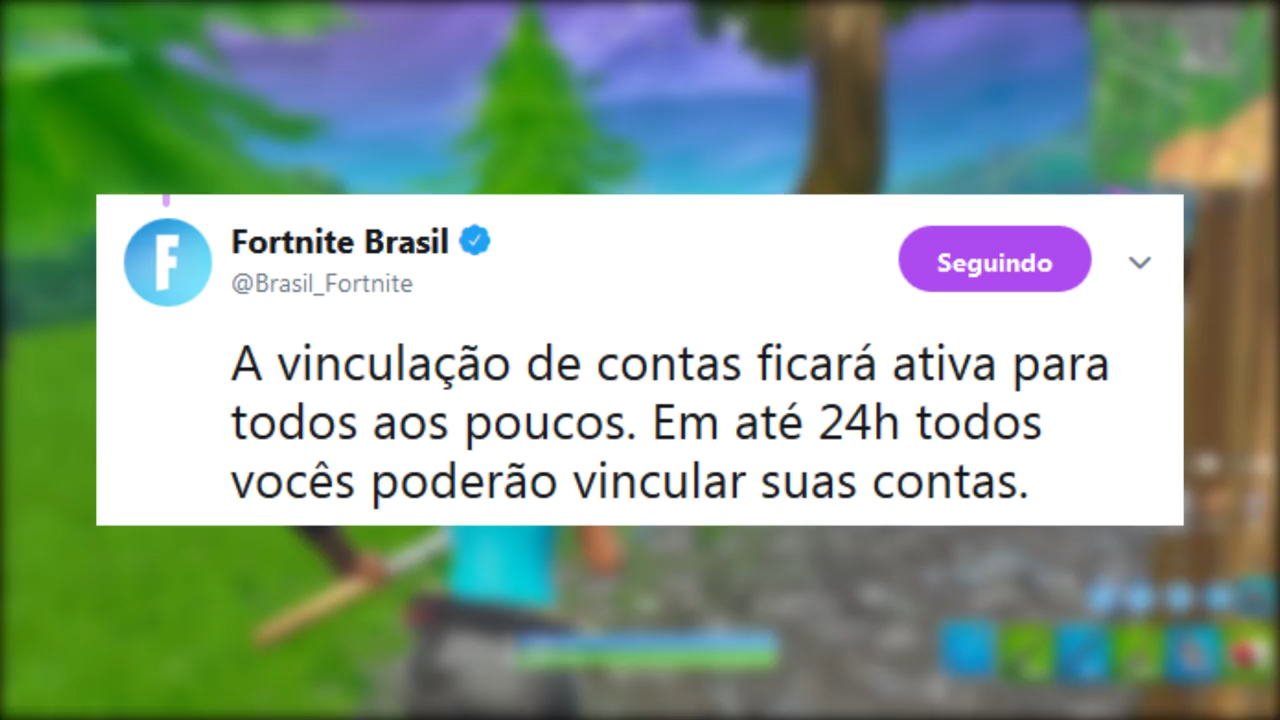 Fortnite Brasil
@Brasil_Fortnite
Seguindo
A vinculação de contas ficará ativa para
todos aos poucos. Em até 24h todos
vocês poderão vincular suas contas.